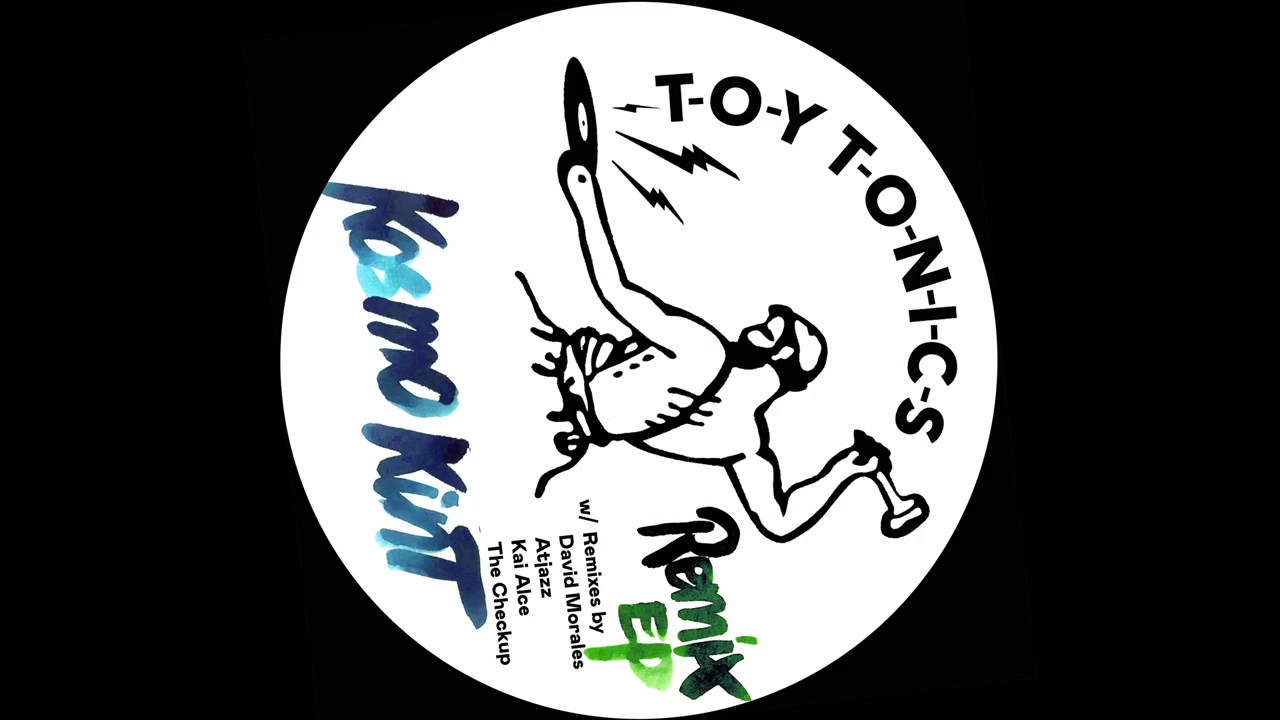 T-O-Y T-O-N-I-C-S
Kosmo Kint
Remix
EP
w/ Remixes by
David Morales
Atjazz
Kai Alce
The Checkup